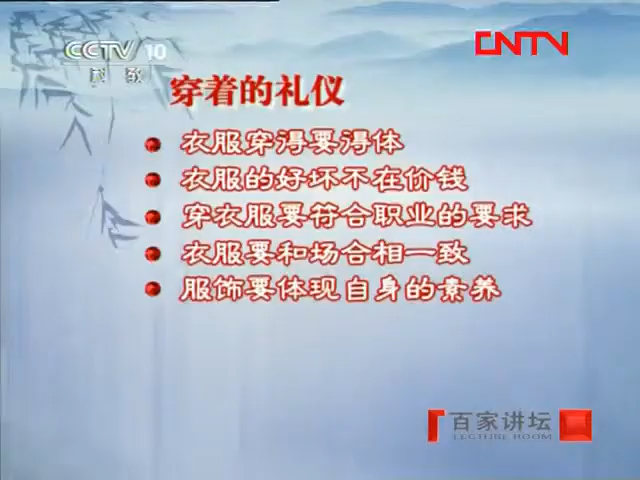 CCTV 10
科教
CNTV
穿着的礼仪
衣服穿得要得体
衣服的好坏不在价钱
穿衣服要符合职业的要求
衣服要和场合相一致
服饰要体现自身的素养
百家讲坛
LECTURE ROOM